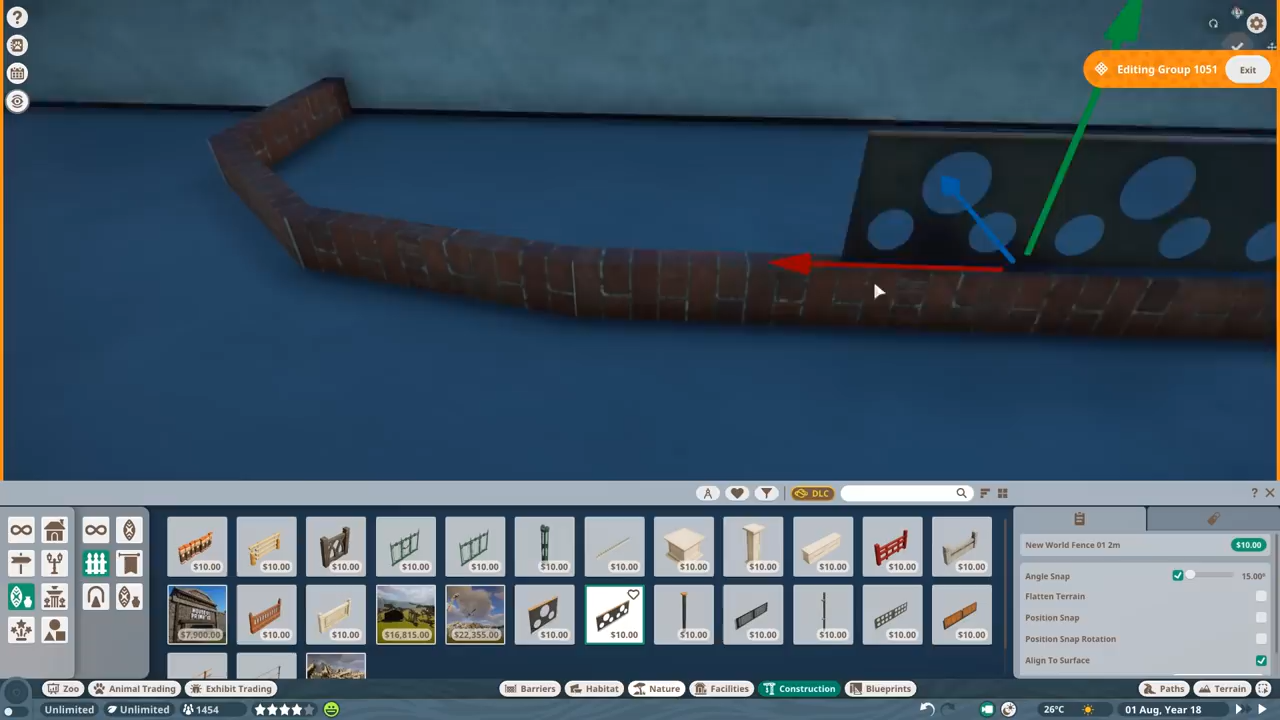 ?
Editing Group 1051
Exit
DLC
? ×
$10.00 $10.00 $10.00 $10.00 $10.00 $10.00 $10.00 $10.00 $10.00 $10.00 $10.00 $10.00
$7,900.00 $10.00 $10.00 $16,815.00 $22,355.00 $10.00 $10.00 $10.00 $10.00 $10.00 $10.00 $10.00
New World Fence 01 2m $10.00
Angle Snap 15.00°
Flatten Terrain
Position Snap
Position Snap Rotation
Align To Surface
Zoo Animal Trading Exhibit Trading Barriers Habitat Nature Facilities Construction Blueprints Paths Terrain
Unlimited Unlimited 1454 26°C 01 Aug, Year 18